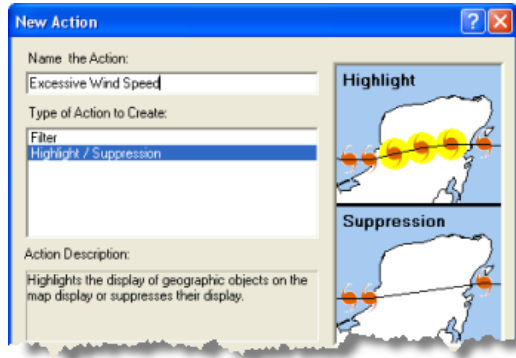 New Action
Name the Action:
Excessive Wind Speed
Type of Action to Create:
Filter
Highlight / Suppression
Action Description:
Highlights the display of geographic objects on the
map display or suppresses their display.
Highlight
Suppression